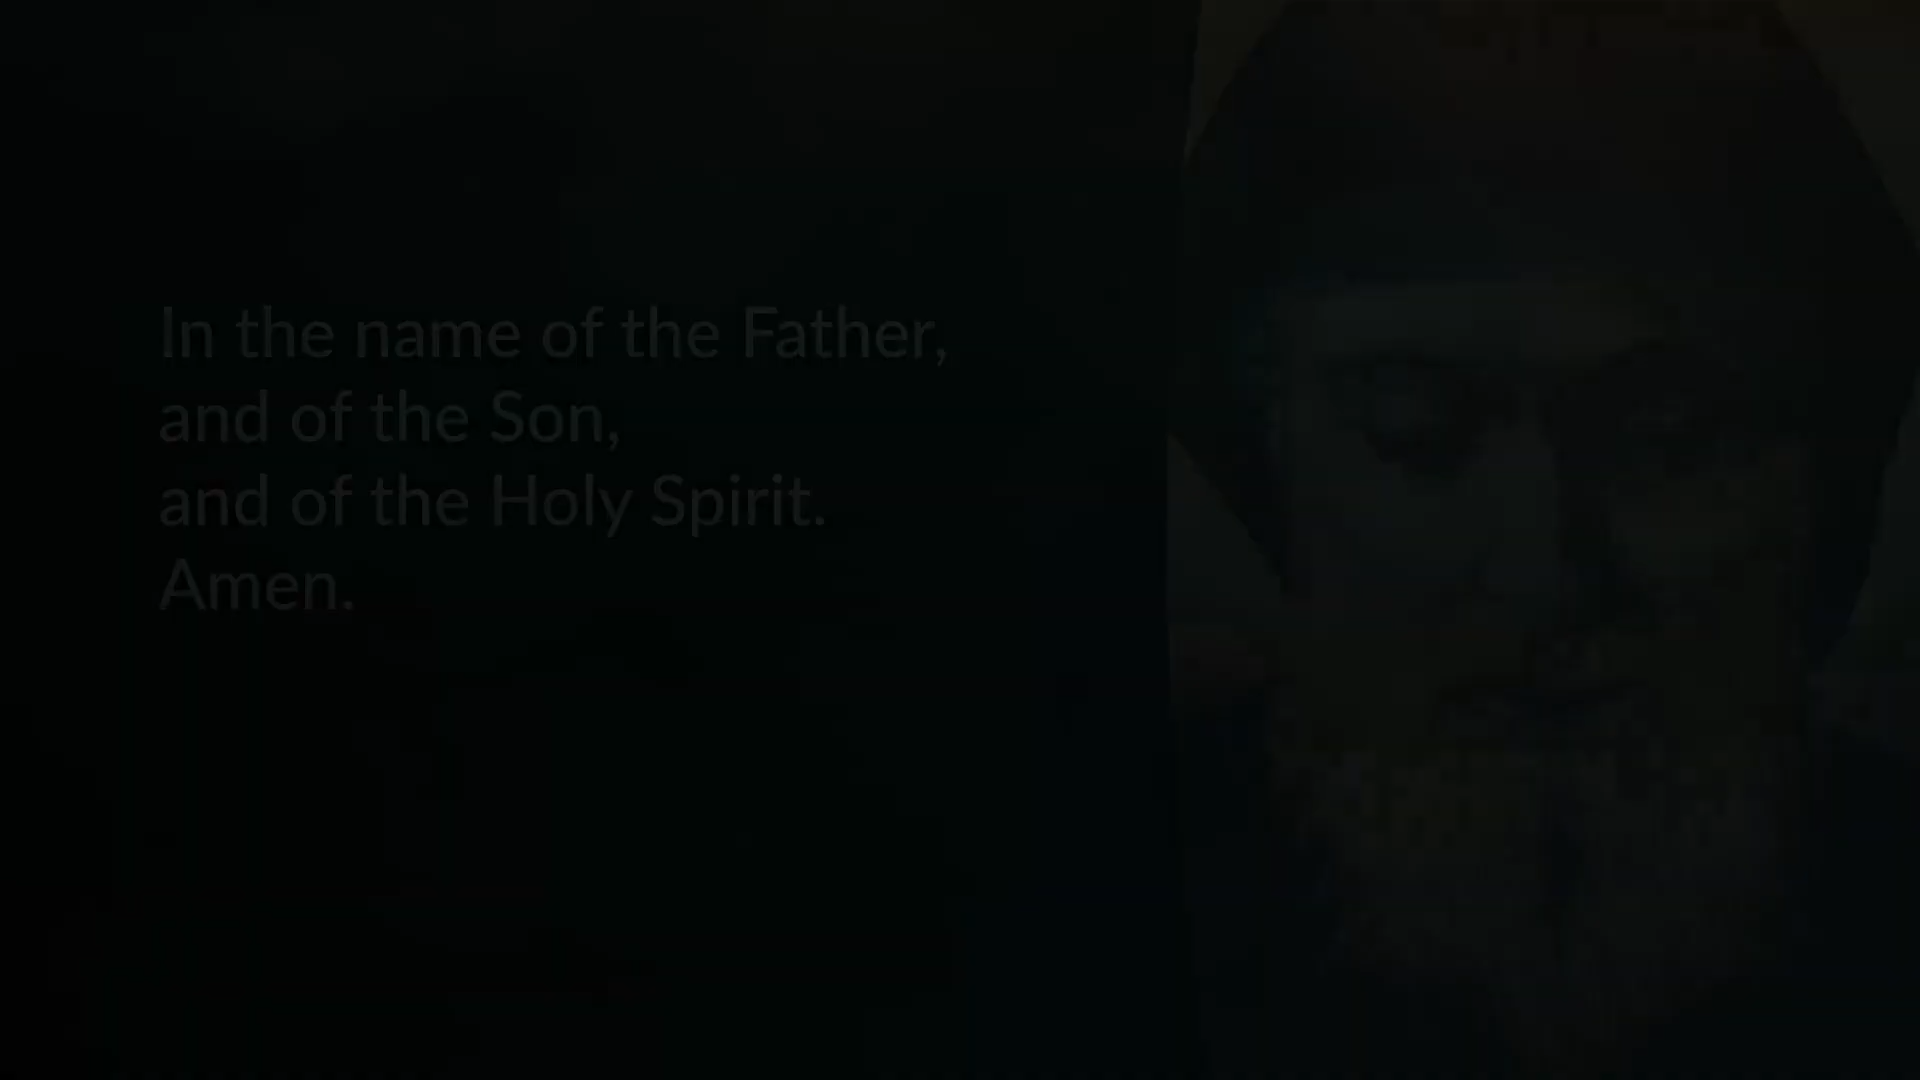 In the name of the Father,
and of the Son,
and of the Holy Spirit.
Amen.